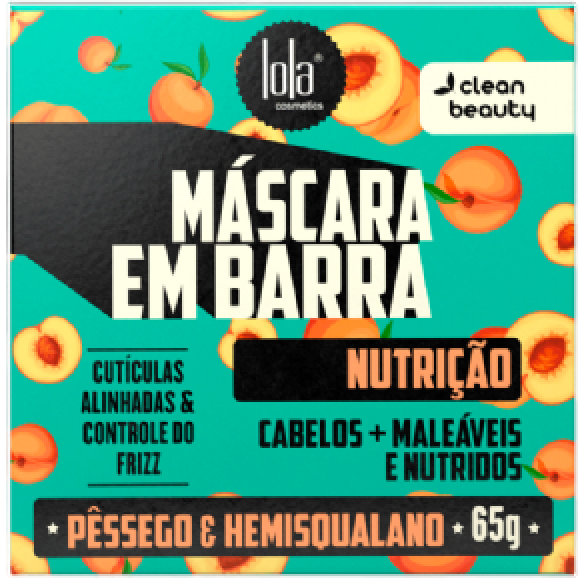 lola®
cosmetics
clean
beauty
MÁSCARA
EM BARRA
NUTRIÇÃO
CUTÍCULAS
ALINHADAS &
CONTROLE DO
FRIZZ
CABELOS + MALEÁVEIS
E NUTRIDOS
PÊSSEGO & HEMISQUALANO
65g